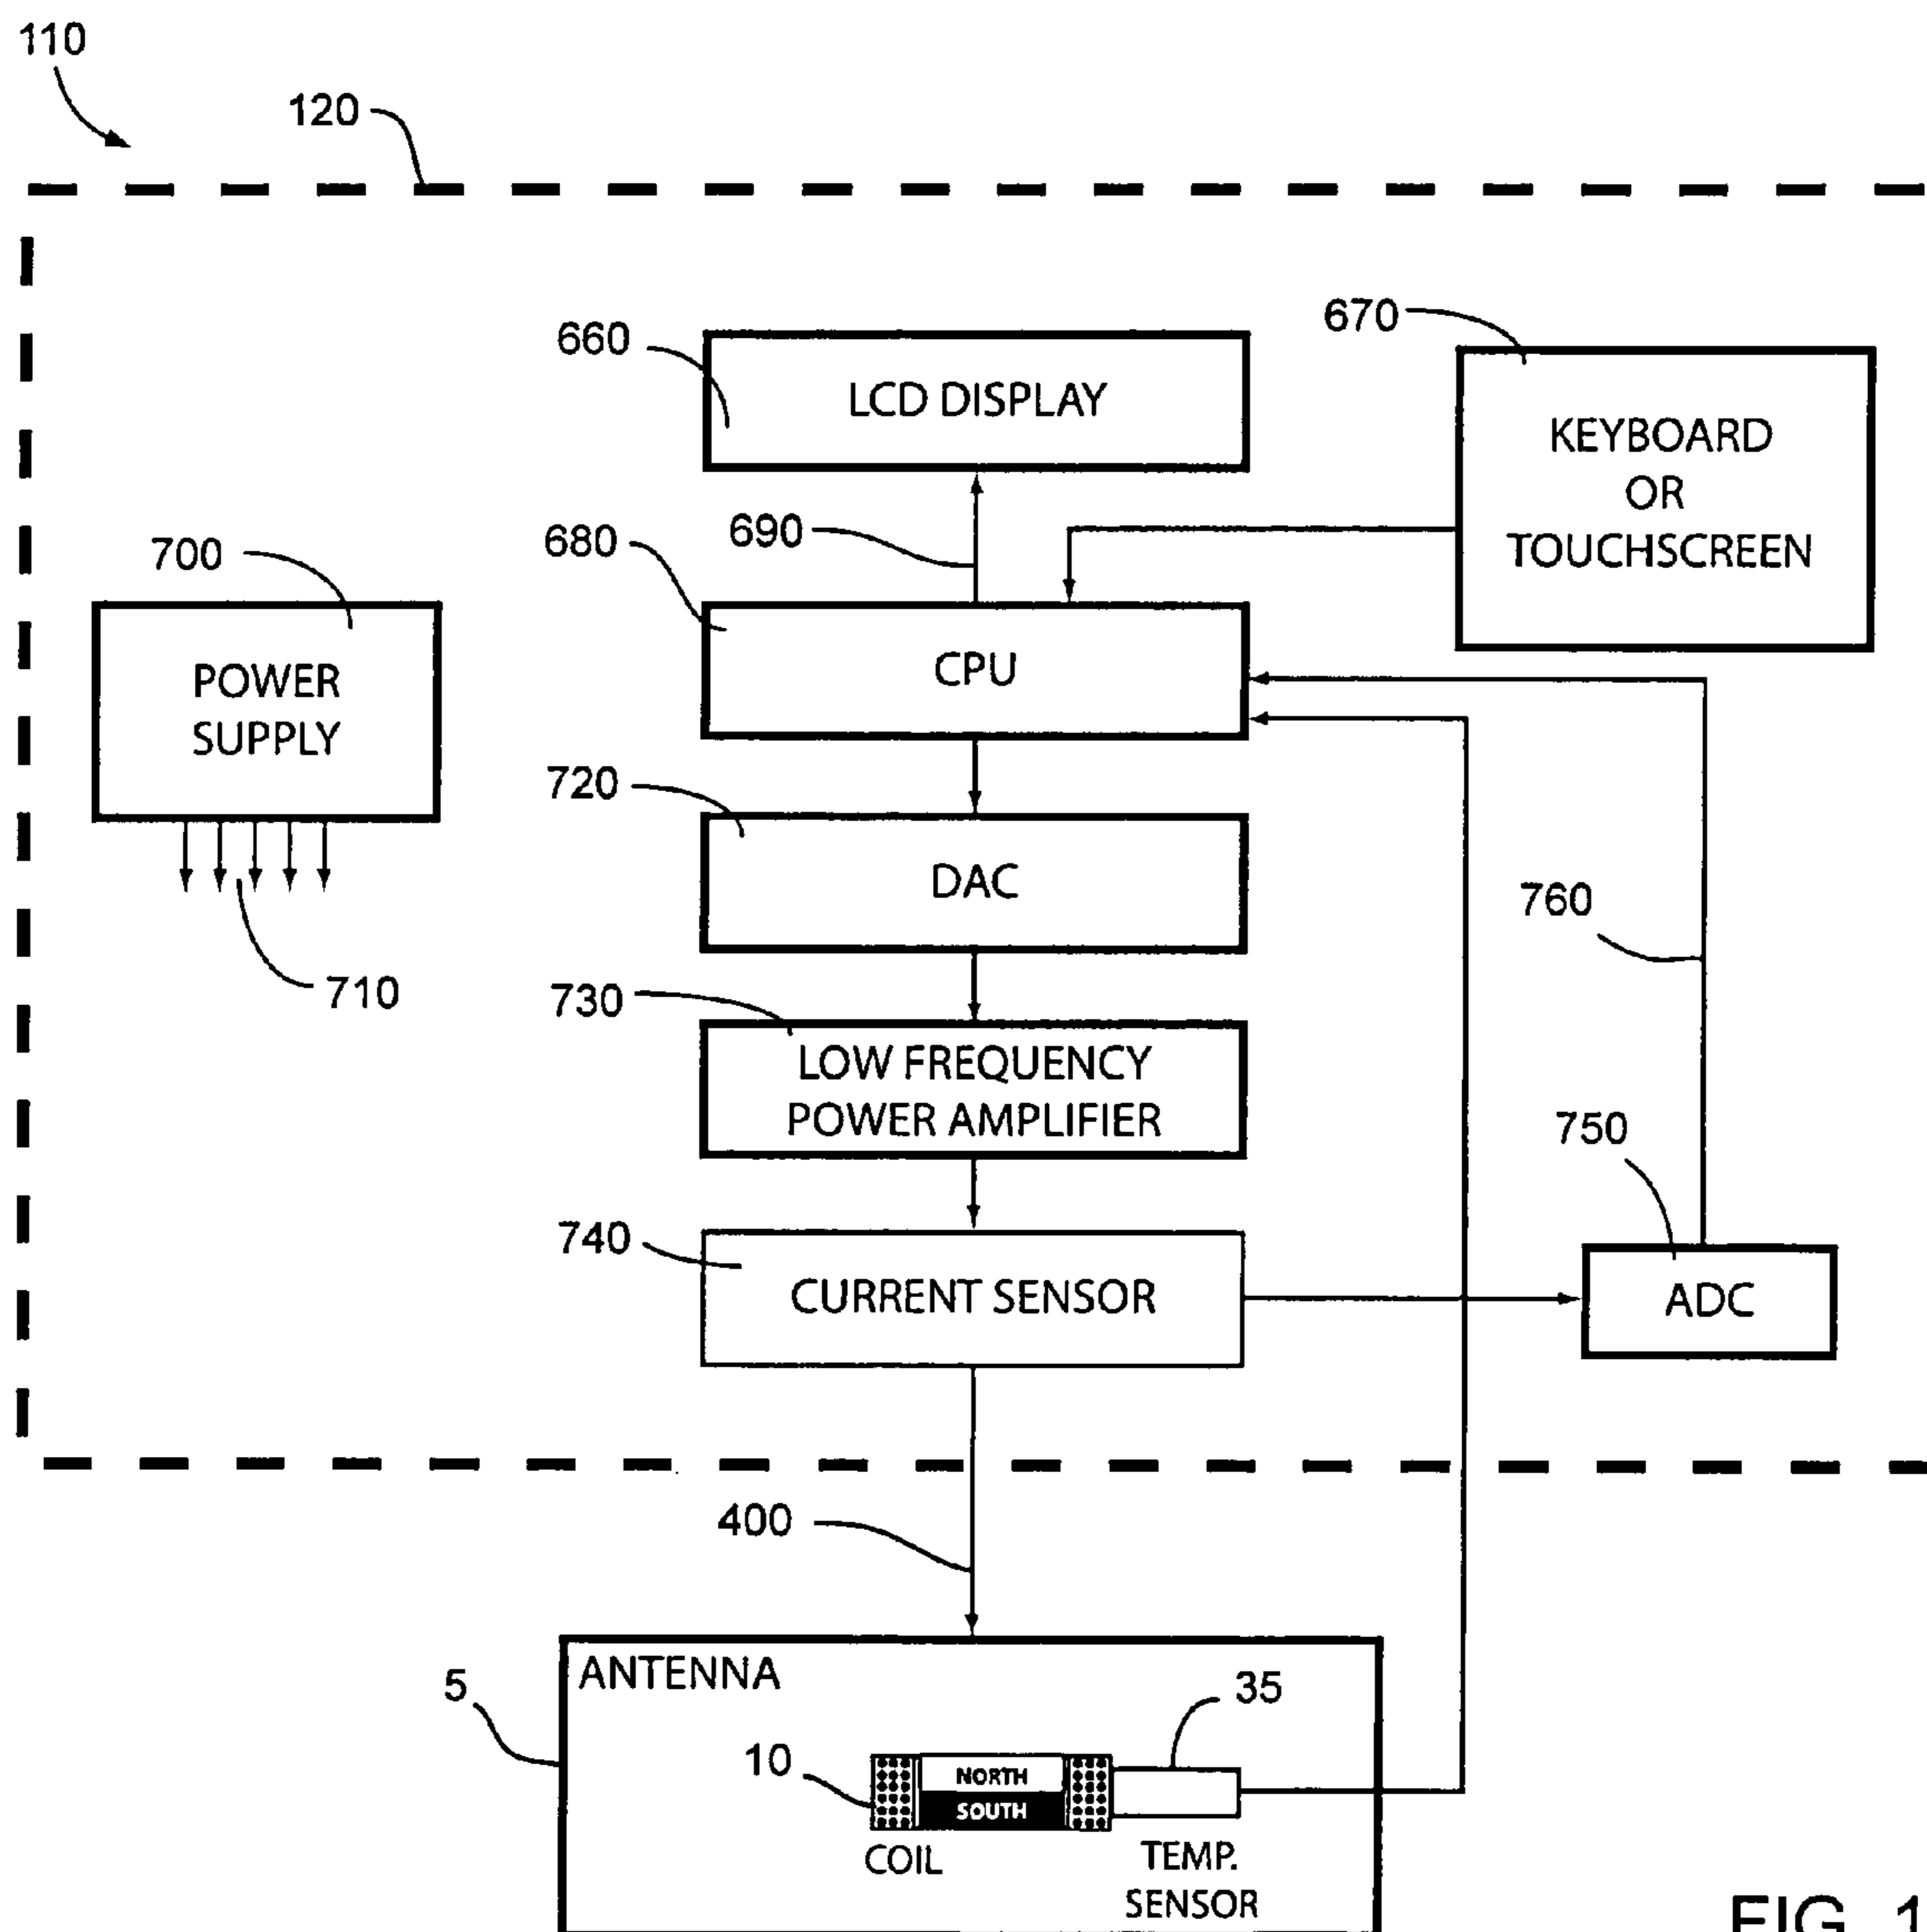 110
120
660
LCD DISPLAY
670
KEYBOARD
OR
TOUCHSCREEN
690
680
CPU
700
POWER
SUPPLY
710
720
DAC
760
730
LOW FREQUENCY
POWER AMPLIFIER
750
ADC
740
CURRENT SENSOR
400
5
ANTENNA
35
10
NORTH
SOUTH
COIL
TEMP.
SENSOR
FIG. 1